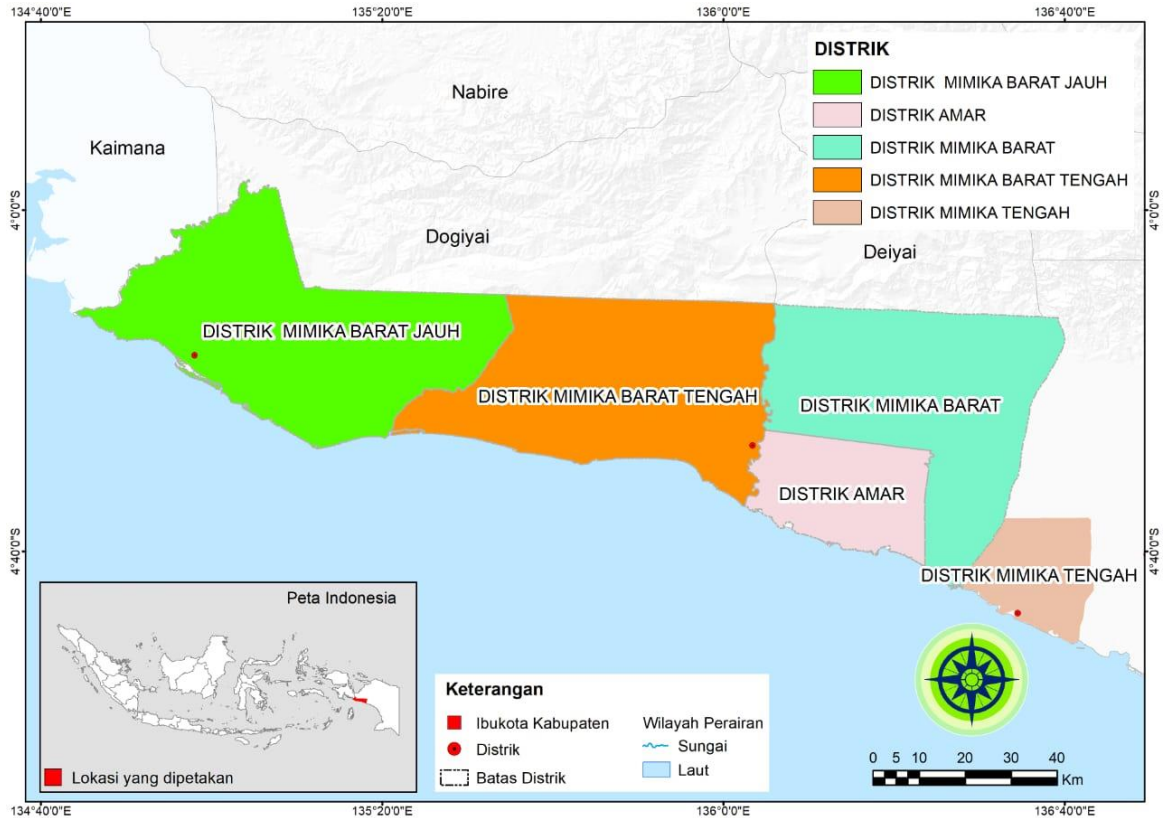 134°40'0"E
135°20'0"E
136°0'0"E
136°40'0"E
DISTRIK
DISTRIK MIMIKA BARAT JAUH
DISTRIK AMAR
DISTRIK MIMIKA BARAT
DISTRIK MIMIKA BARAT TENGAH
DISTRIK MIMIKA TENGAH
Nabire
Kaimana
4°0'0"S
4°0'0"S
Dogiyai
Deiyai
DISTRIK MIMIKA BARAT JAUH
DISTRIK MIMIKA BARAT TENGAH
DISTRIK MIMIKA BARAT
DISTRIK AMAR
4°40'0"S
4°40'0"S
DISTRIK MIMIKA TENGAH
Peta Indonesia
Lokasi yang dipetakan
Keterangan
Ibukota Kabupaten
Distrik
Batas Distrik
Wilayah Perairan
Sungai
Laut
0 5 10 20 30 40
Km
134°40'0"E
135°20'0"E
136°0'0"E
136°40'0"E